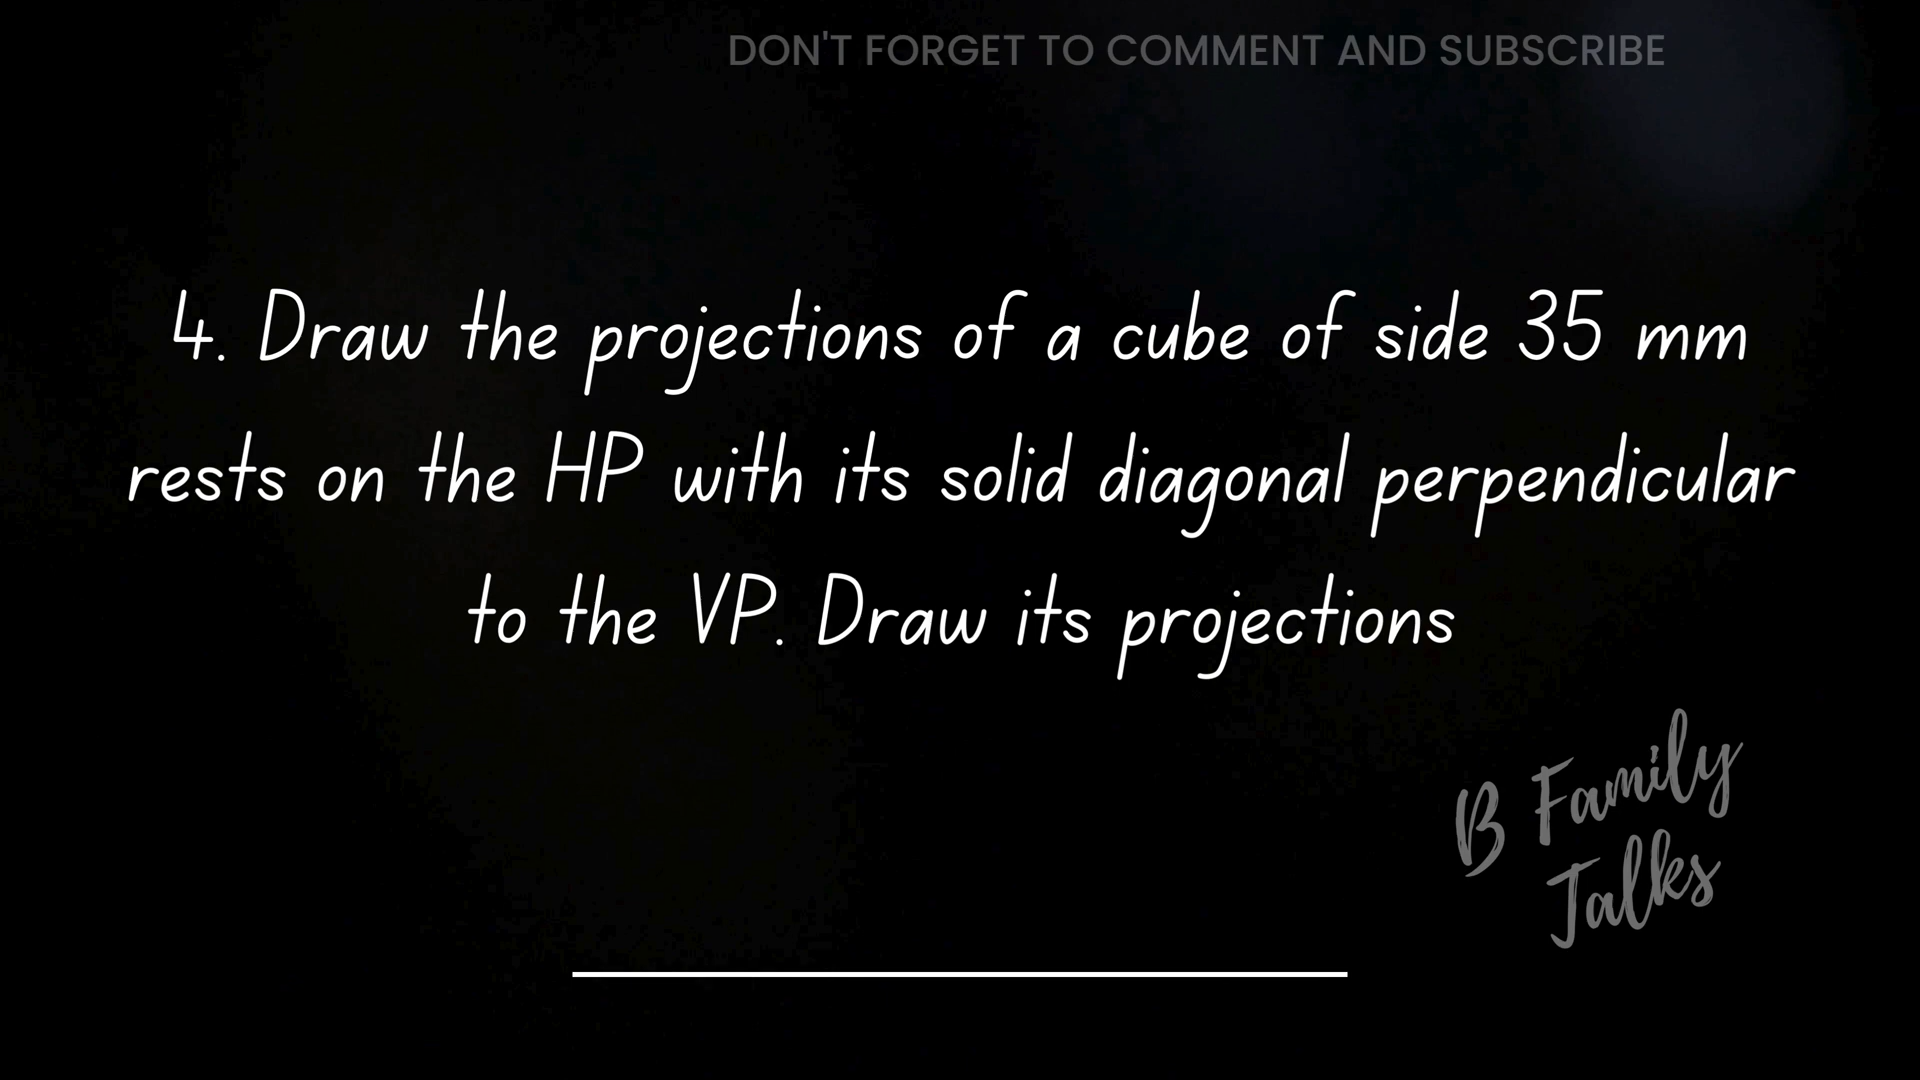 DON'T FORGET TO COMMENT AND SUBSCRIBE
4. Draw the projections of a cube of side 35 mm
rests on the HP with its solid diagonal perpendicular
to the VP. Draw its projections
B Family
Talks